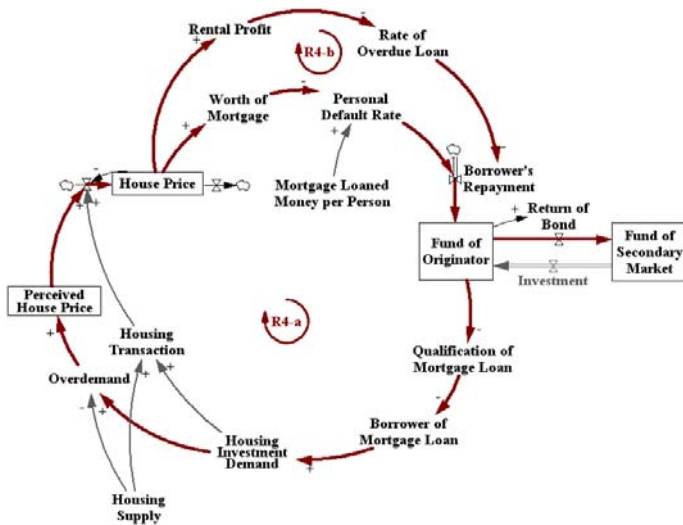 Rental Profit
Rate of
Overdue Loan
R4-b
Worth of
Mortgage
Personal
Default Rate
House Price
Mortgage Loaned
Money per Person
Borrower's
Repayment
Fund of
Originator
Return of
Bond
Fund of
Secondary
Market
Investment
Perceived
House Price
R4-a
Housing
Transaction
Qualification of
Mortgage Loan
Overdemand
Borrower of
Mortgage Loan
Housing
Investment
Demand
Housing
Supply